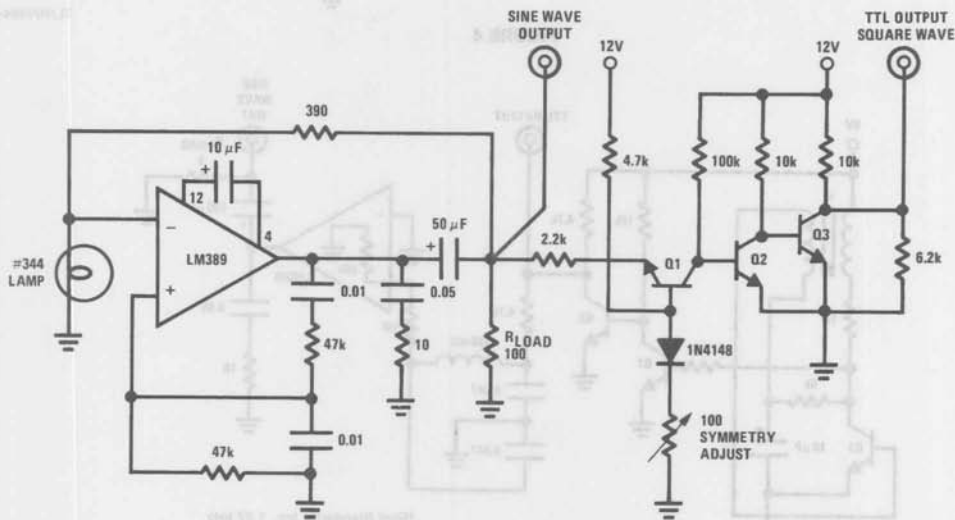 SINE WAVE
OUTPUT
TTL OUTPUT
SQUARE WAVE
12V
12V
390
10 µF
+
12
4
4.7k
100k
10k
10k
−
LM389
+
50 µF
+
2.2k
Q1
Q2
Q3
6.2k
#344
LAMP
0.01
0.05
47k
10
RLOAD
100
1N4148
0.01
47k
100
SYMMETRY
ADJUST